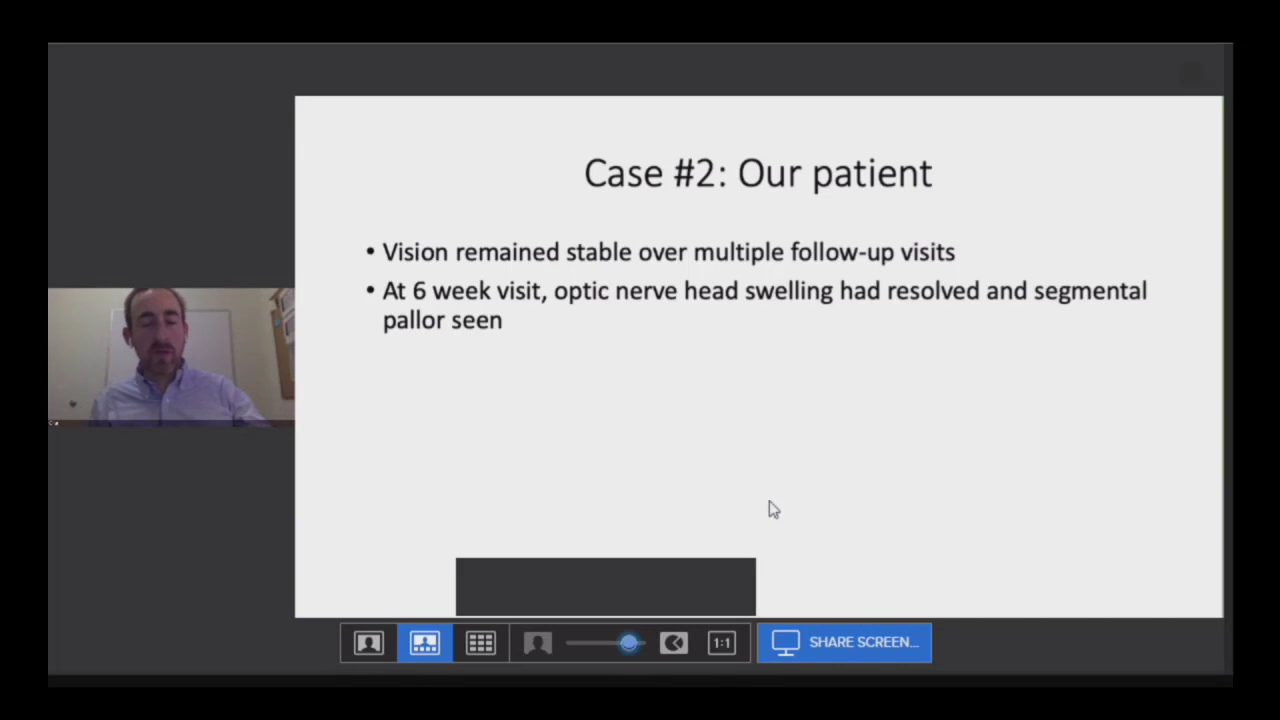 Case #2: Our patient
• Vision remained stable over multiple follow-up visits
• At 6 week visit, optic nerve head swelling had resolved and segmental
pallor seen
1:1
SHARE SCREEN...